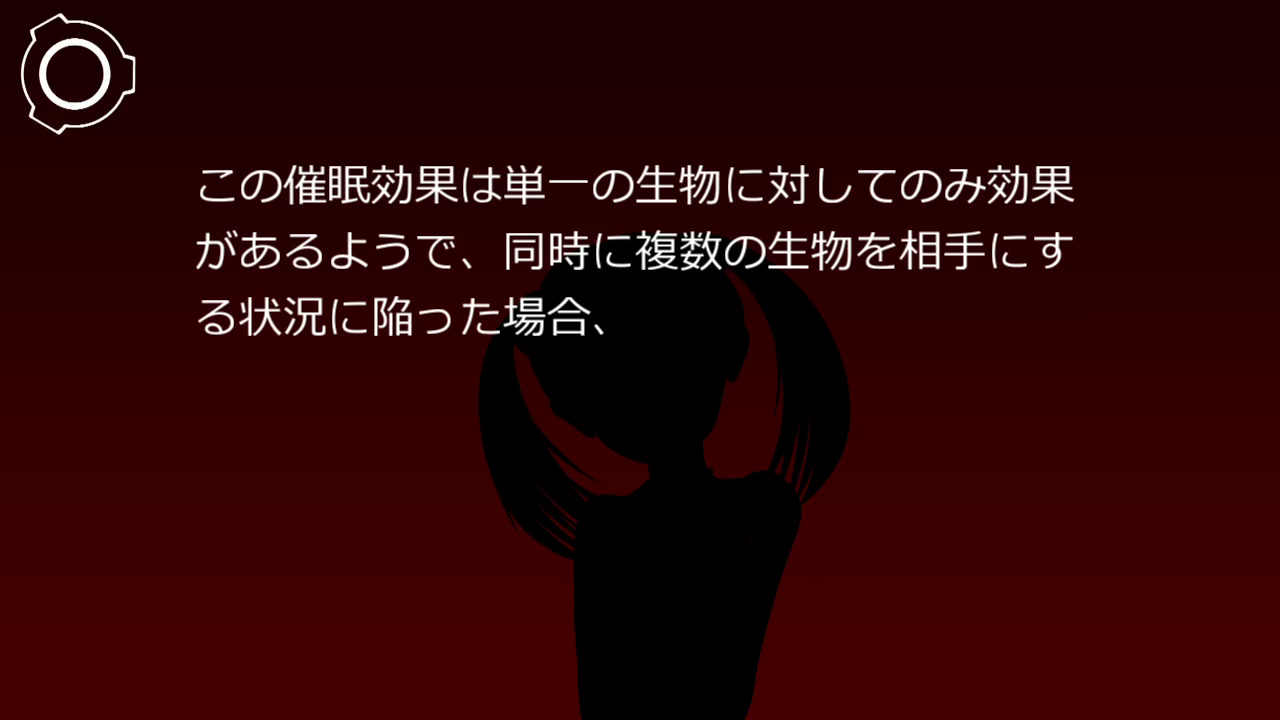 この催眠効果は単一の生物に対してのみ効果
があるようで、同時に複数の生物を相手にす
る状況に陥った場合、